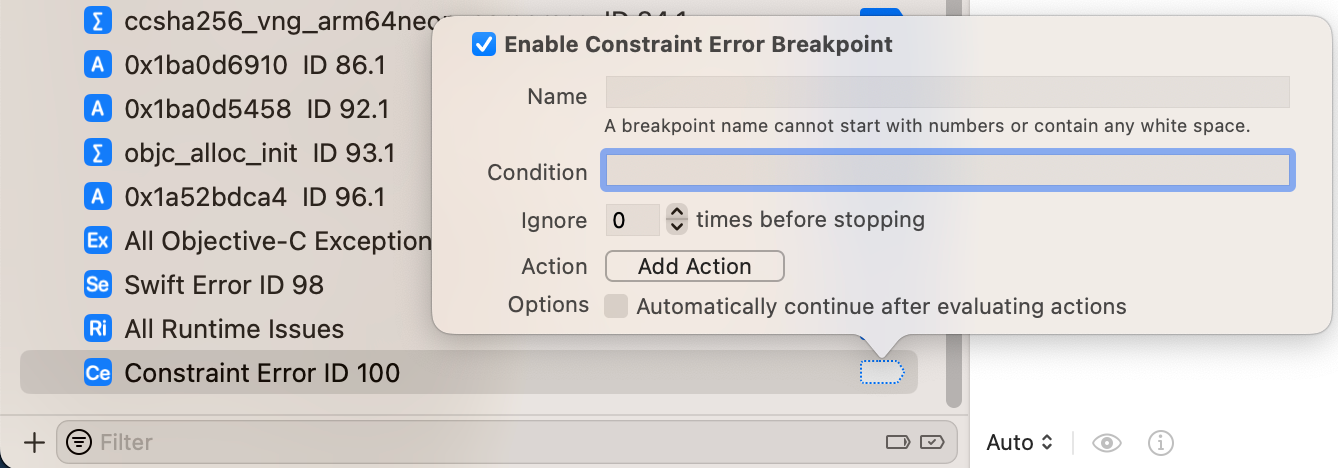 Σ ccsha256_vng_arm64neo
A 0x1ba0d6910 ID 86.1
A 0x1ba0d5458 ID 92.1
Σ objc_alloc_init ID 93.1
A 0x1a52bdca4 ID 96.1
Ex All Objective-C Exception
Se Swift Error ID 98
Ri All Runtime Issues
Ce Constraint Error ID 100
Filter
Enable Constraint Error Breakpoint
Name
A breakpoint name cannot start with numbers or contain any white space.
Condition
Ignore 0 times before stopping
Action Add Action
Options Automatically continue after evaluating actions
Auto